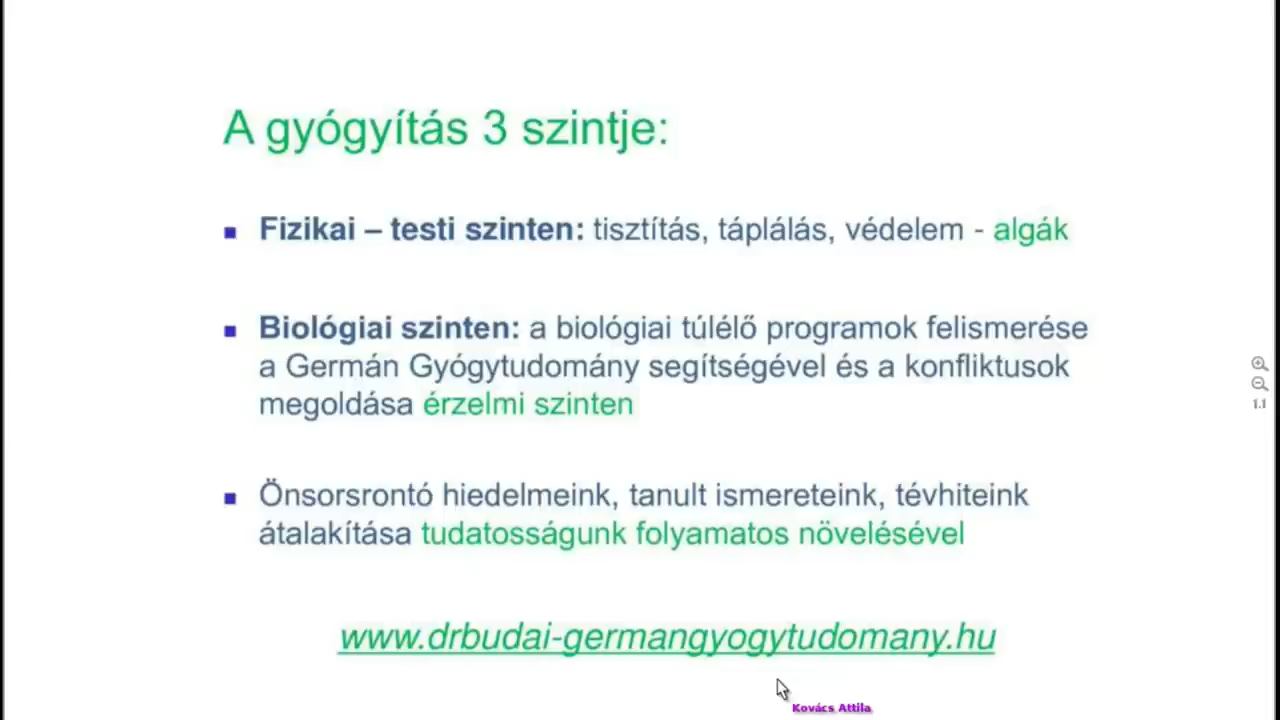 A gyógyítás 3 szintje:
Fizikai – testi szinten: tisztítás, táplálás, védelem - algák
Biológiai szinten: a biológiai túlélő programok felismerése
a Germán Gyógytudomány segítségével és a konfliktusok
megoldása érzelmi szinten
Önsorsrontó hiedelmeink, tanult ismereteink, tévhiteink
átalakítása tudatosságunk folyamatos növelésével
www.drbudai-germangyogytudomany.hu
Kovács Attila
1.1